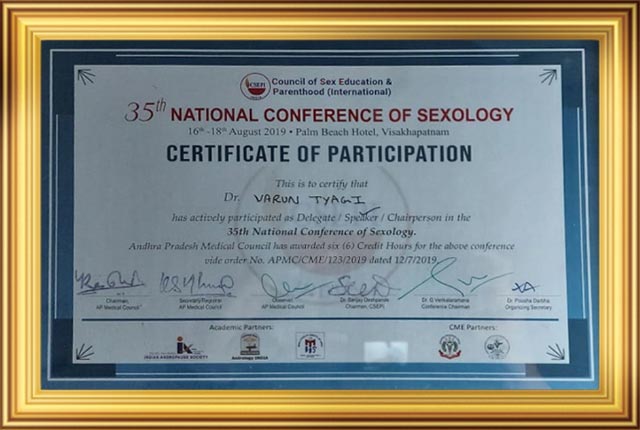 CSEPI
Council of Sex Education &
Parenthood (International)
35th NATIONAL CONFERENCE OF SEXOLOGY
16th -18th August 2019 • Palm Beach Hotel, Visakhapatnam
CERTIFICATE OF PARTICIPATION
This is to certify that
Dr. VARUN TYAGI
has actively participated as Delegate / Speaker / Chairperson in the
35th National Conference of Sexology.
Andhra Pradesh Medical Council has awarded six (6) Credit Hours for the above conference
vide order No. APMC/CME/123/2019 dated 12/7/2019.
Chairman, AP Medical Council
Secretary/Registrar AP Medical Council
Observer, AP Medical Council
Dr. Sanjay Deshpande Chairman, CSEPI.
Dr. G Venkataramana Conference Chairman
Dr. Pousha Darbha Organizing Secretary
Academic Partners:
CME Partners:
INDIAN ANDROPAUSE SOCIETY
Andrology INDIA